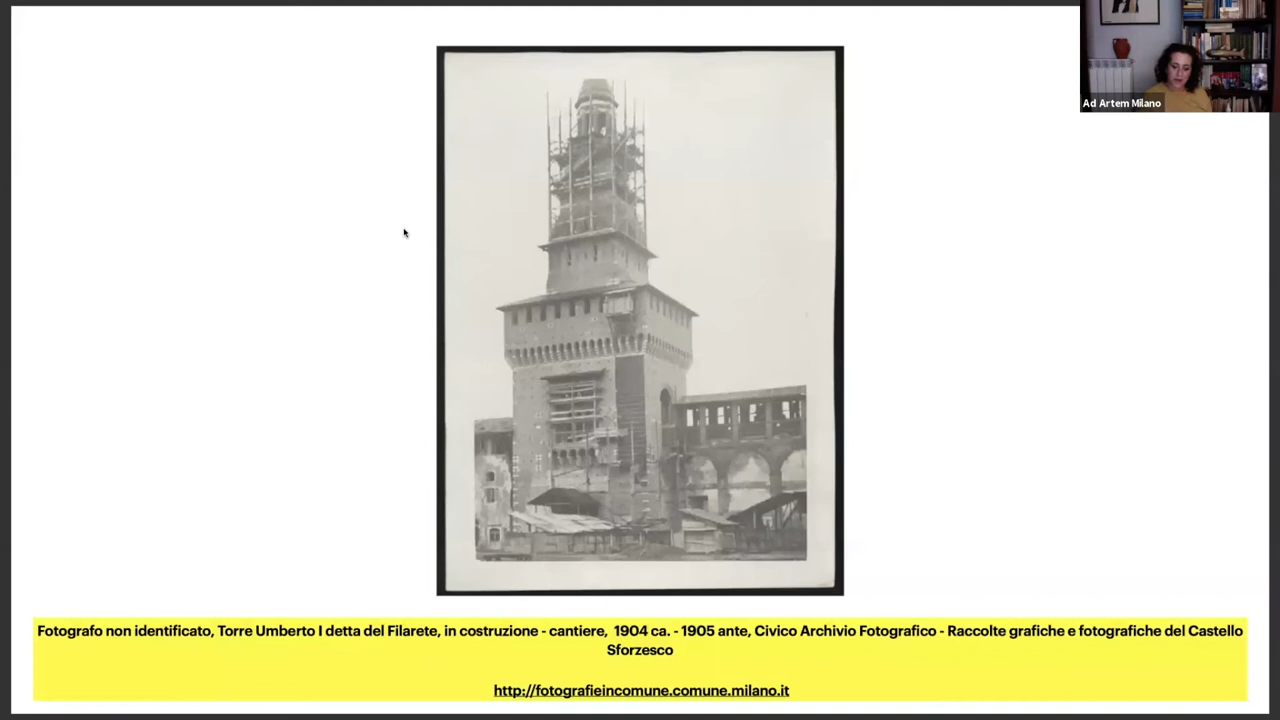 Ad Artem Milano
Fotografo non identificato, Torre Umberto I detta del Filarete, in costruzione - cantiere,  1904 ca. - 1905 ante, Civico Archivio Fotografico - Raccolte grafiche e fotografiche del Castello
Sforzesco
http://fotografieincomune.comune.milano.it